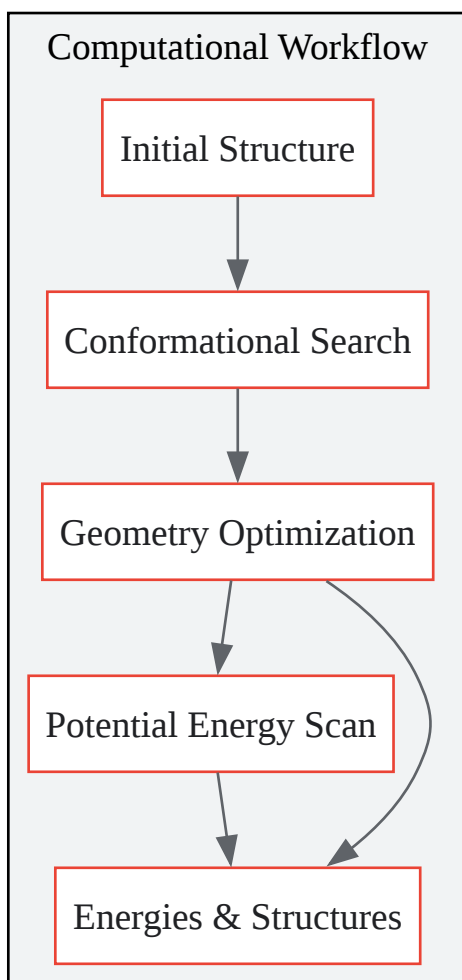 Computational Workflow
Initial Structure
Conformational Search
Geometry Optimization
Potential Energy Scan
Energies & Structures